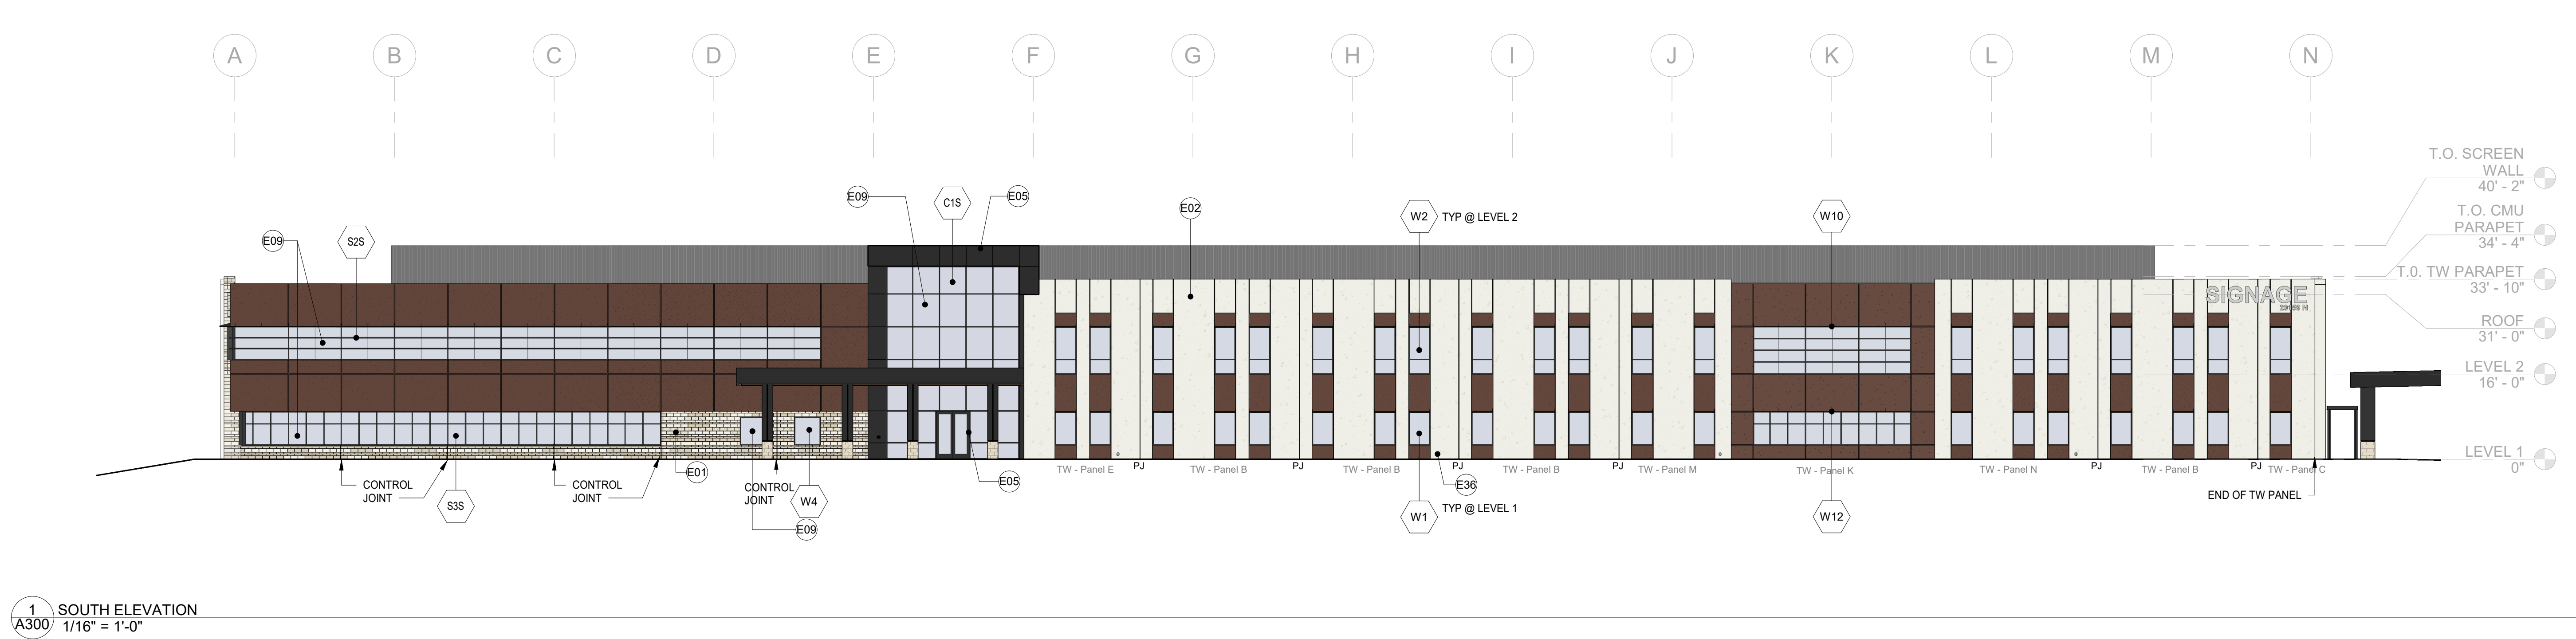 A B C D E F G H I J K L M N
T.O. SCREEN
WALL
40' - 2"
T.O. CMU
PARAPET
34' - 4"
T.0. TW PARAPET
33' - 10"
ROOF
31' - 0"
LEVEL 2
16' - 0"
LEVEL 1
0"
E09
S2S
E09
C1S
E05
E02
W2 TYP @ LEVEL 2
W10
SIGNAGE
20159 N
CONTROL
JOINT
S3S
CONTROL
JOINT
E01
CONTROL
JOINT
W4
E09
E05
TW - Panel E
PJ
TW - Panel B
PJ
TW - Panel B
PJ
TW - Panel B
PJ
TW - Panel M
TW - Panel K
TW - Panel N
PJ
TW - Panel B
PJ
TW - Panel C
E36
W1 TYP @ LEVEL 1
W12
END OF TW PANEL
1
A300
SOUTH ELEVATION
1/16" = 1'-0"